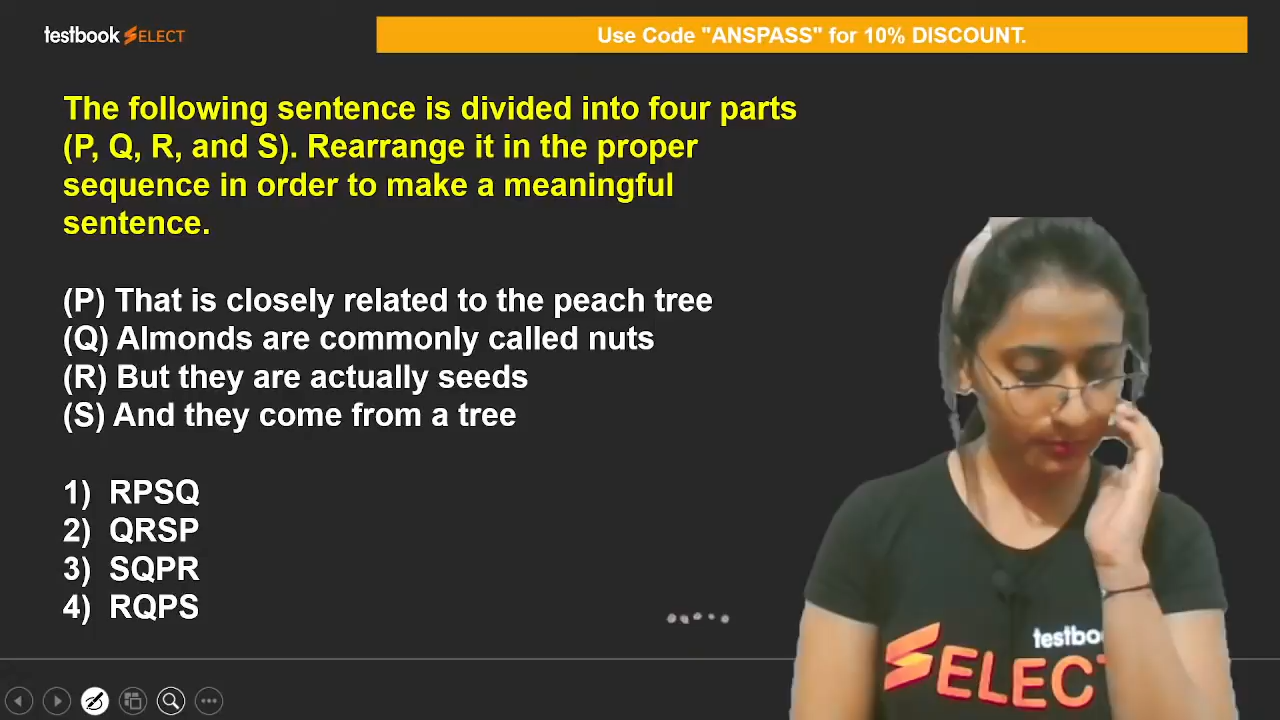 testbook SELECT
Use Code "ANSPASS" for 10% DISCOUNT.
The following sentence is divided into four parts
(P, Q, R, and S). Rearrange it in the proper
sequence in order to make a meaningful
sentence.
(P) That is closely related to the peach tree
(Q) Almonds are commonly called nuts
(R) But they are actually seeds
(S) And they come from a tree
1) RPSQ
2) QRSP
3) SQPR
4) RQPS
testbo
SELECT